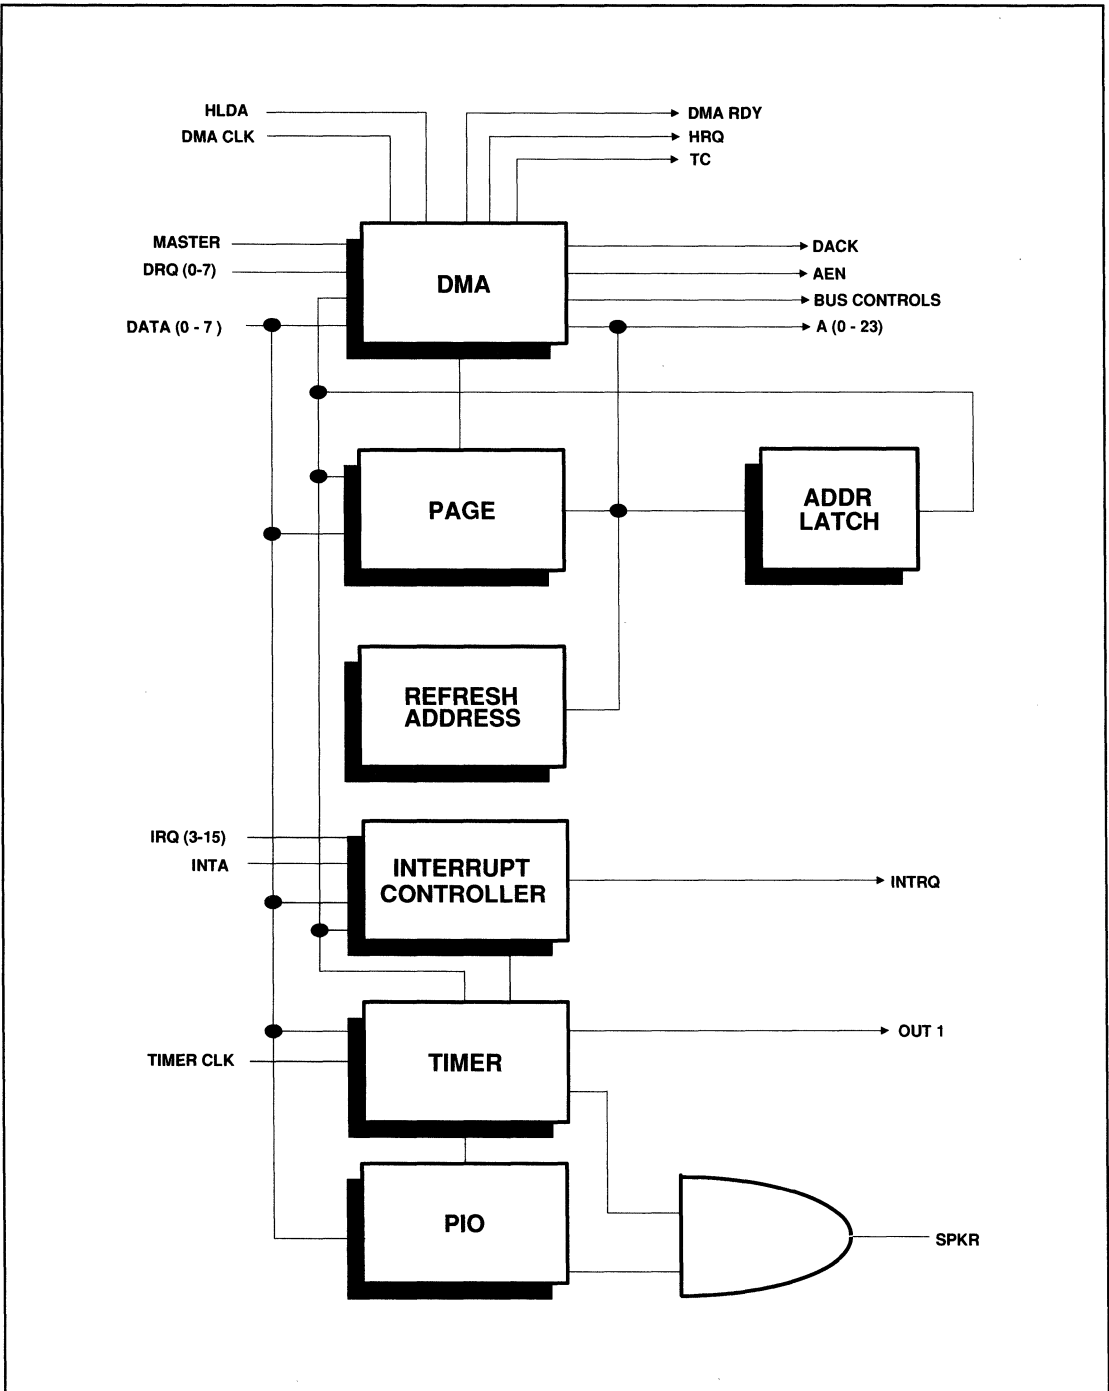 HLDA
DMA CLK
DMA RDY
HRQ
TC
MASTER
DRQ (0-7)
DATA (0 - 7 )
DMA
DACK
AEN
BUS CONTROLS
A (0 - 23)
PAGE
ADDR
LATCH
REFRESH
ADDRESS
IRQ (3-15)
INTA
INTERRUPT
CONTROLLER
INTRQ
TIMER CLK
TIMER
OUT 1
PIO
SPKR